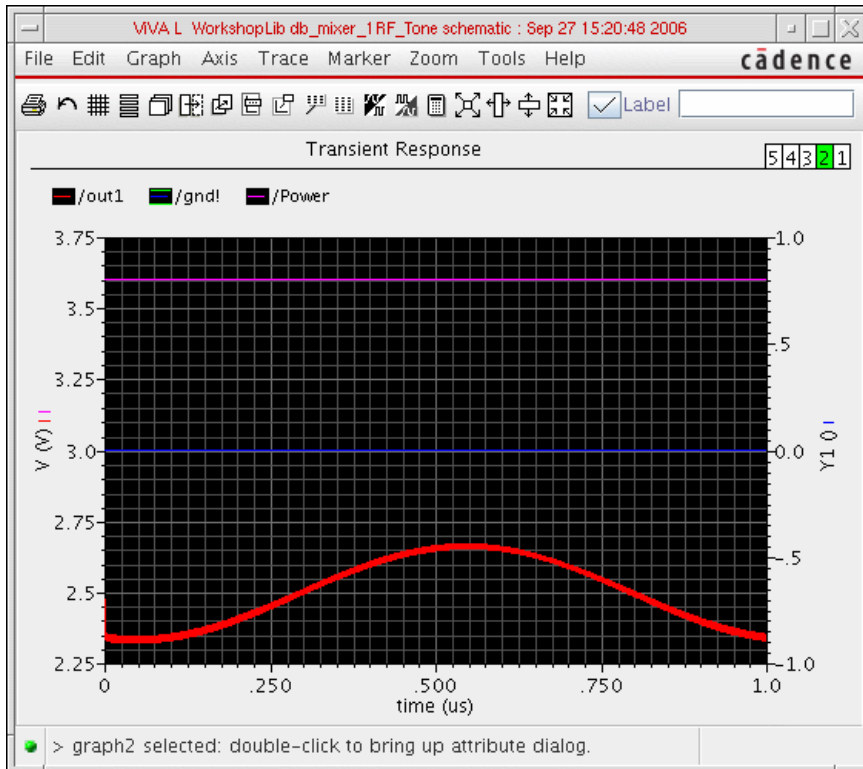 VIVA L WorkshopLib db_mixer_1RF_Tone schematic : Sep 27 15:20:48 2006
File Edit Graph Axis Trace Marker Zoom Tools Help cādence
Label
Transient Response
5 4 3 2 1
/out1 /gnd! /Power
3.75 1.0
3.5
.5
3.25
V (V)
3.0 0.0
Y1 ()
2.75
-.5
2.5
2.25 -1.0
0 .250 .500 .750 1.0
time (us)
> graph2 selected: double-click to bring up attribute dialog.